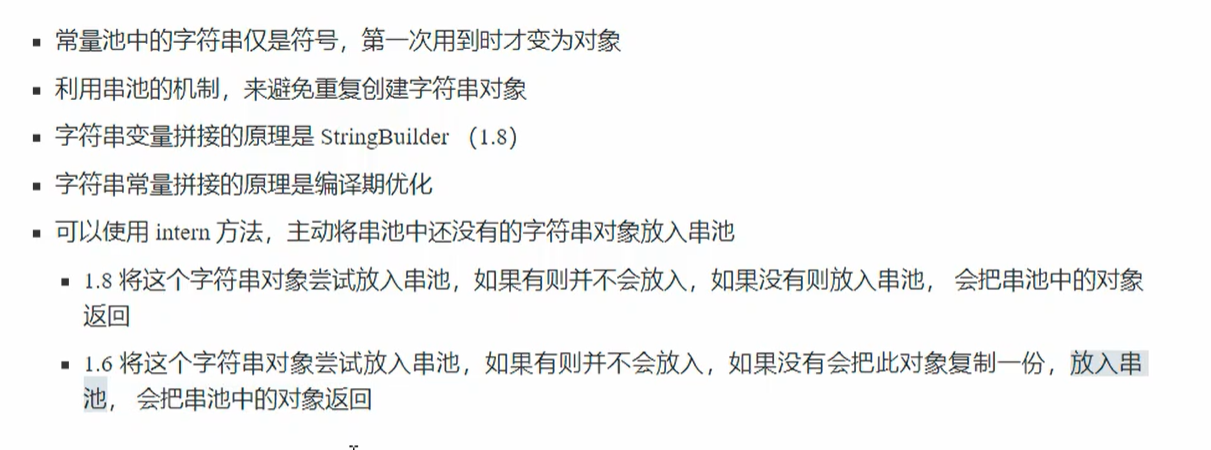 常量池中的字符串仅是符号，第一次用到时才变为对象
利用串池的机制，来避免重复创建字符串对象
字符串变量拼接的原理是 StringBuilder （1.8）
字符串常量拼接的原理是编译期优化
可以使用 intern 方法，主动将串池中还没有的字符串对象放入串池
1.8 将这个字符串对象尝试放入串池，如果有则并不会放入，如果没有则放入串池， 会把串池中的对象
返回
1.6 将这个字符串对象尝试放入串池，如果有则并不会放入，如果没有会把此对象复制一份，放入串
池， 会把串池中的对象返回